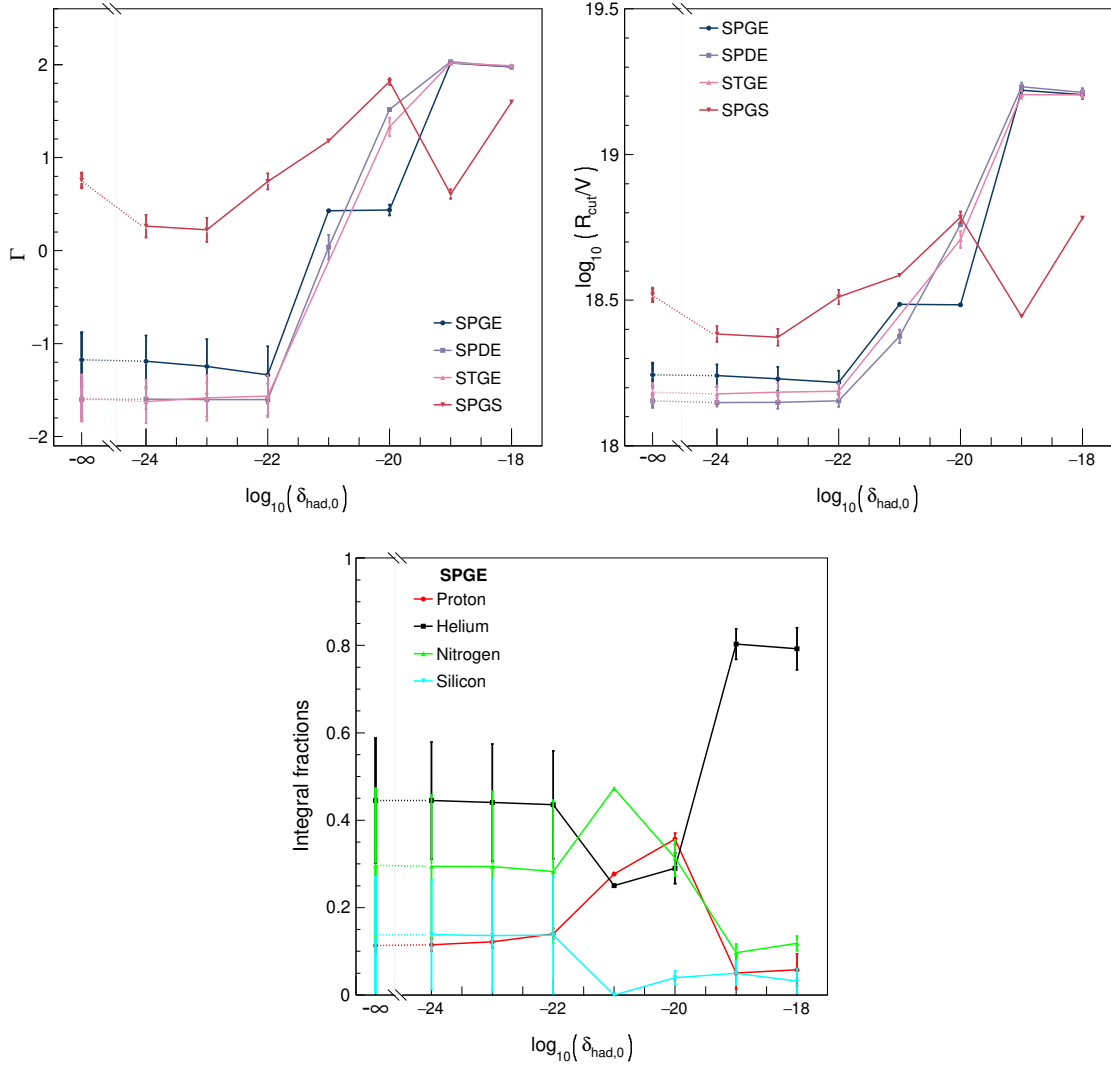 2
1
0
−1
−2
Γ
-∞
−24
−22
−20
−18
log10(δhad,0)
SPGE
SPDE
STGE
SPGS
19.5
19
18.5
18
log10(Rcut/V)
-∞
−24
−22
−20
−18
log10(δhad,0)
SPGE
SPDE
STGE
SPGS
1
0.8
0.6
0.4
0.2
0
Integral fractions
SPGE
Proton
Helium
Nitrogen
Silicon
-∞
−24
−22
−20
−18
log10(δhad,0)